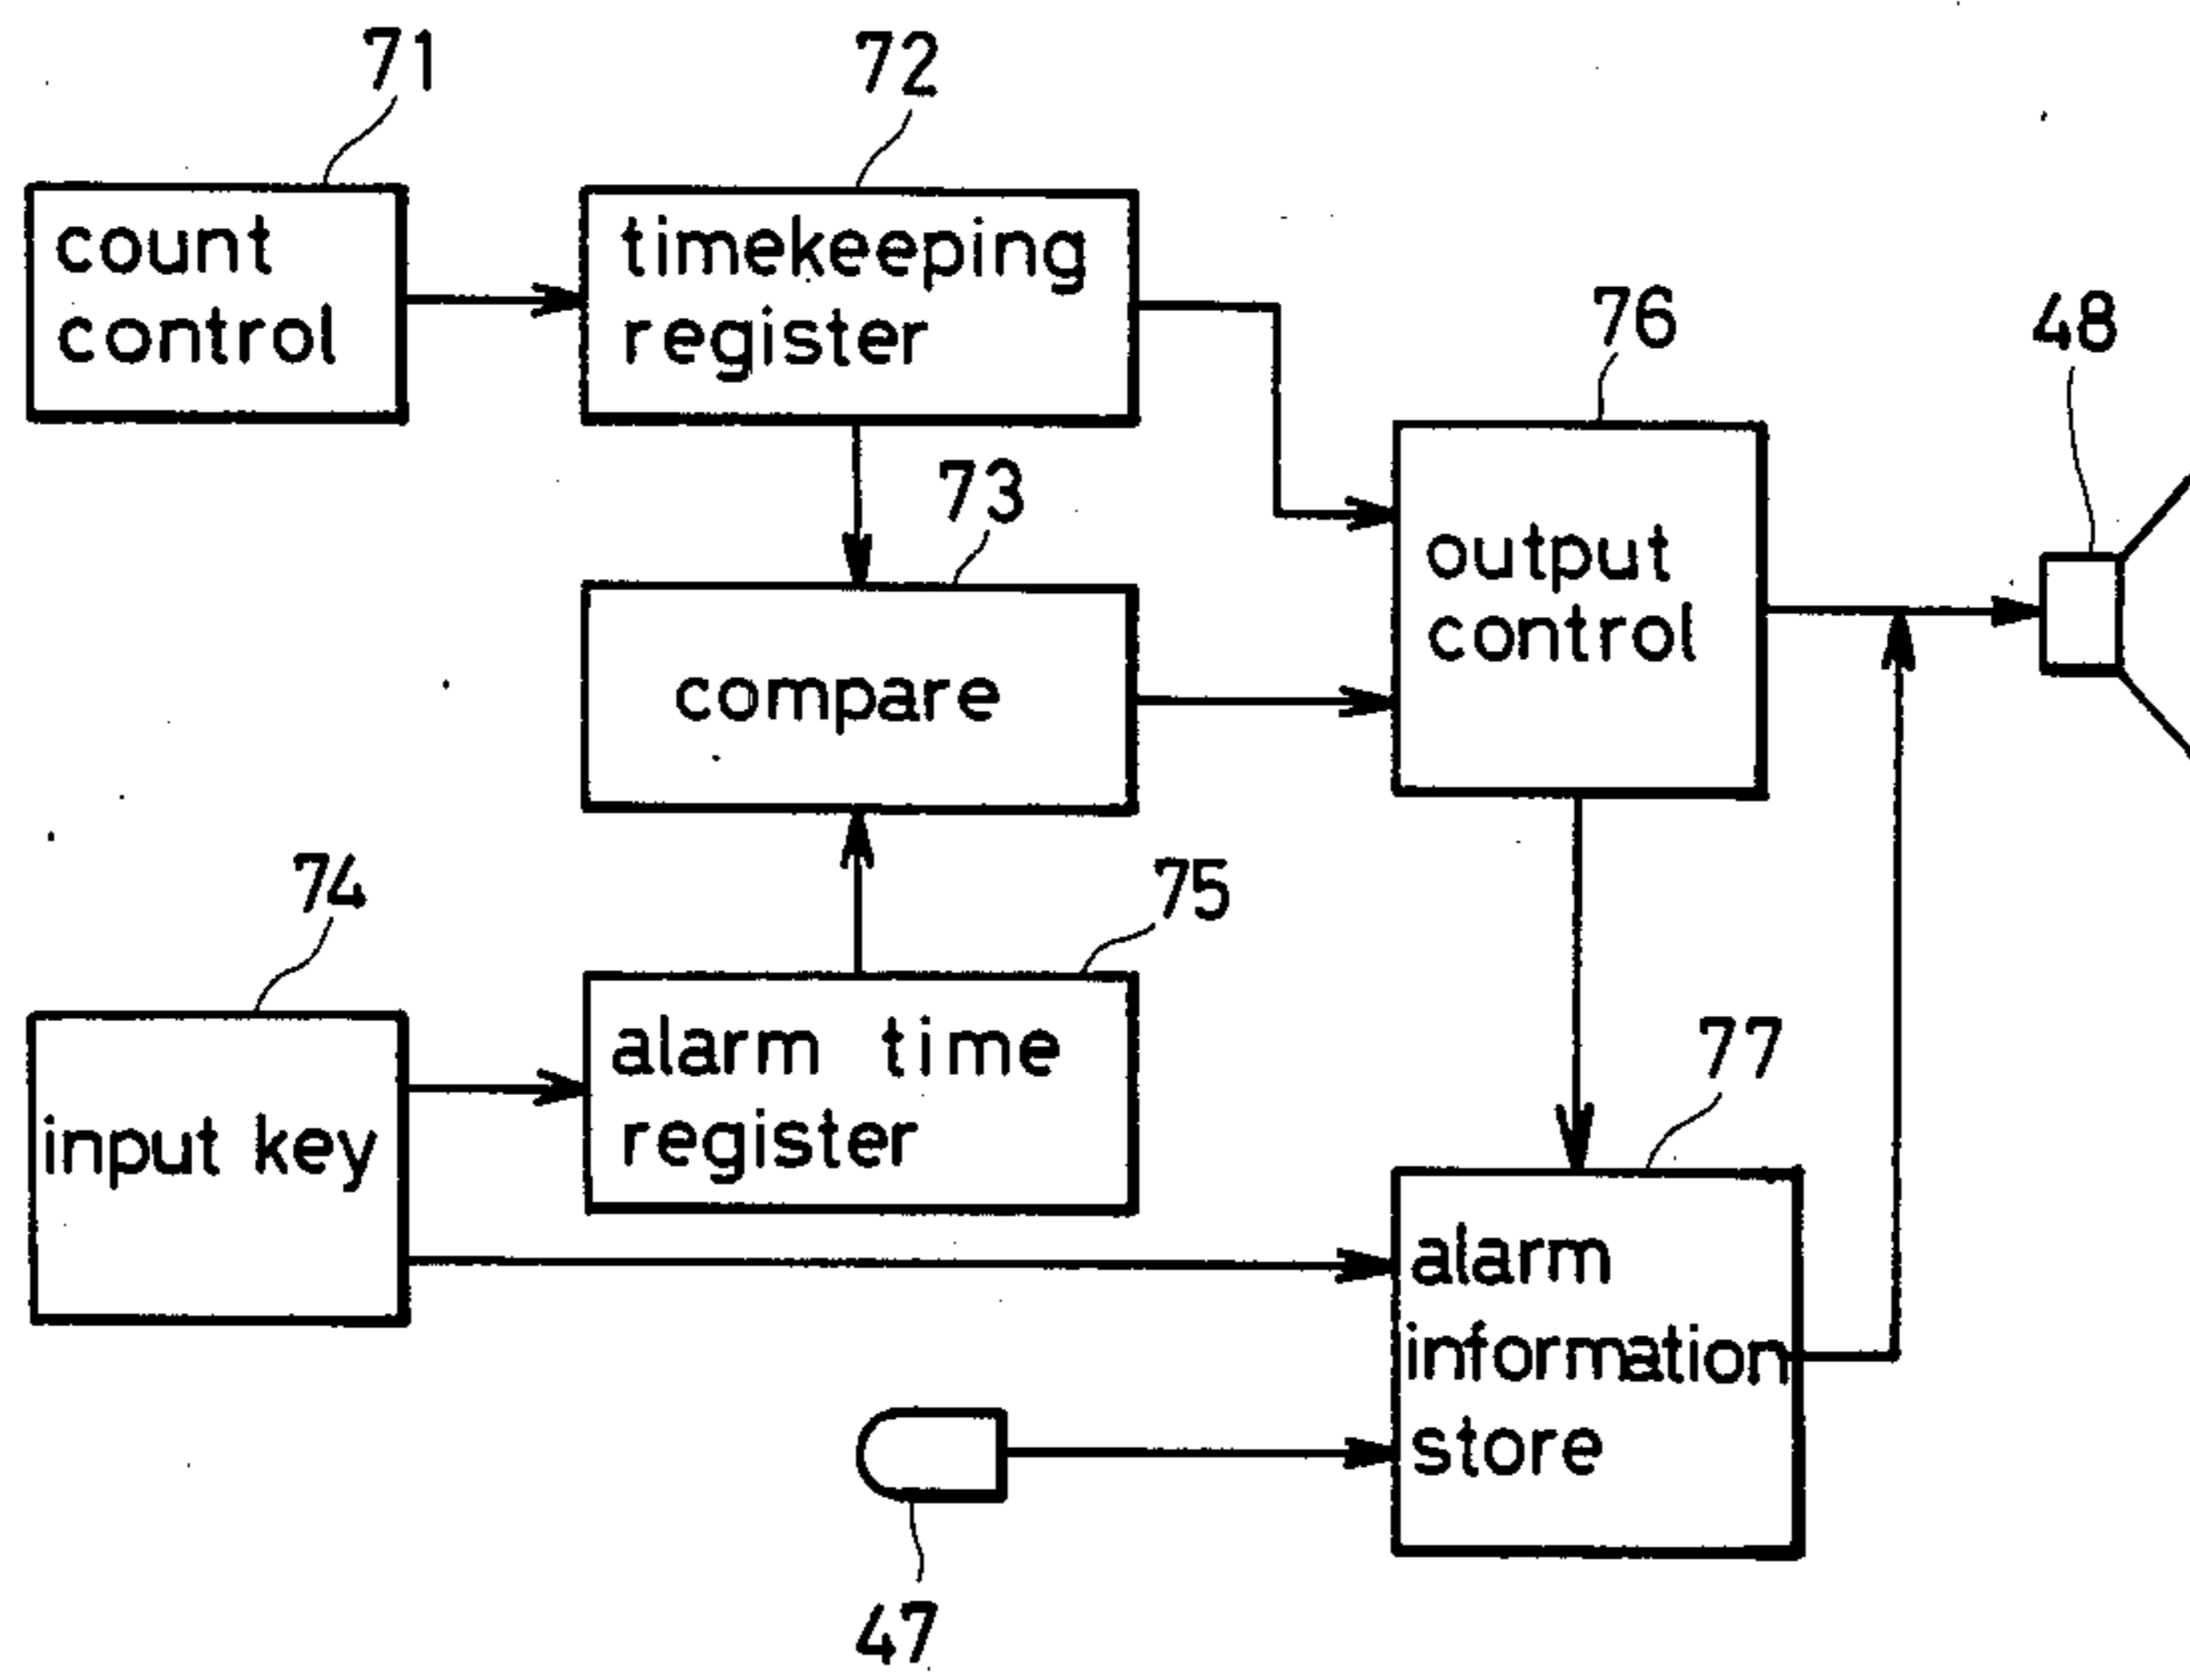 71
72
count
control
timekeeping
register
76
48
73
output
control
compare
74
75
alarm time
register
input key
77
alarm
information
store
47